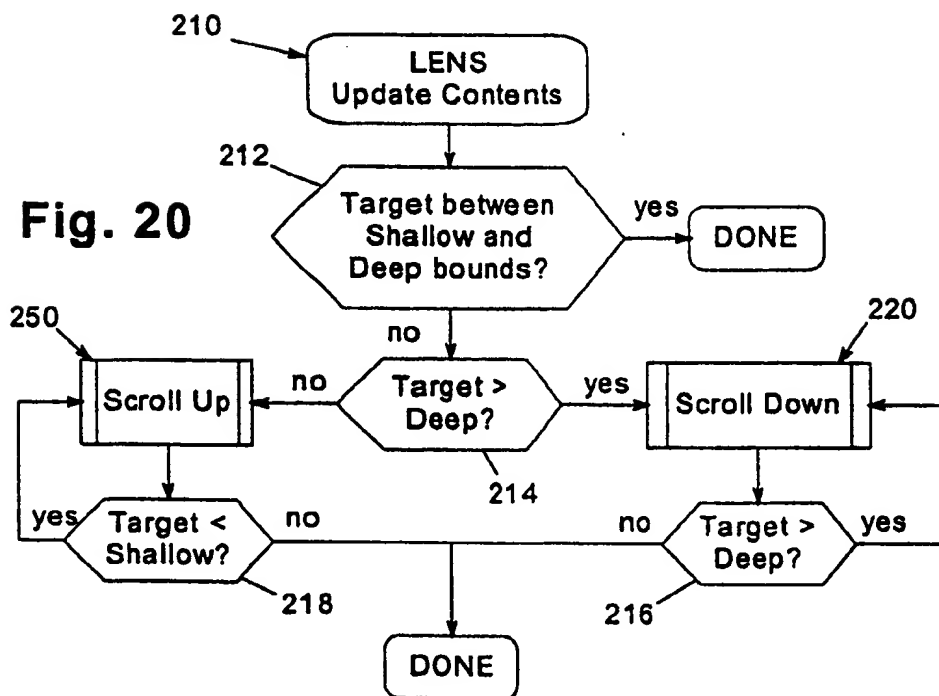 210
LENS
Update Contents
212
Fig. 20
Target between
Shallow and
Deep bounds?
yes
DONE
no
250
220
Scroll Up
no
Target >
Deep?
yes
Scroll Down
214
yes
Target <
Shallow?
no
no
Target >
Deep?
yes
218
216
DONE